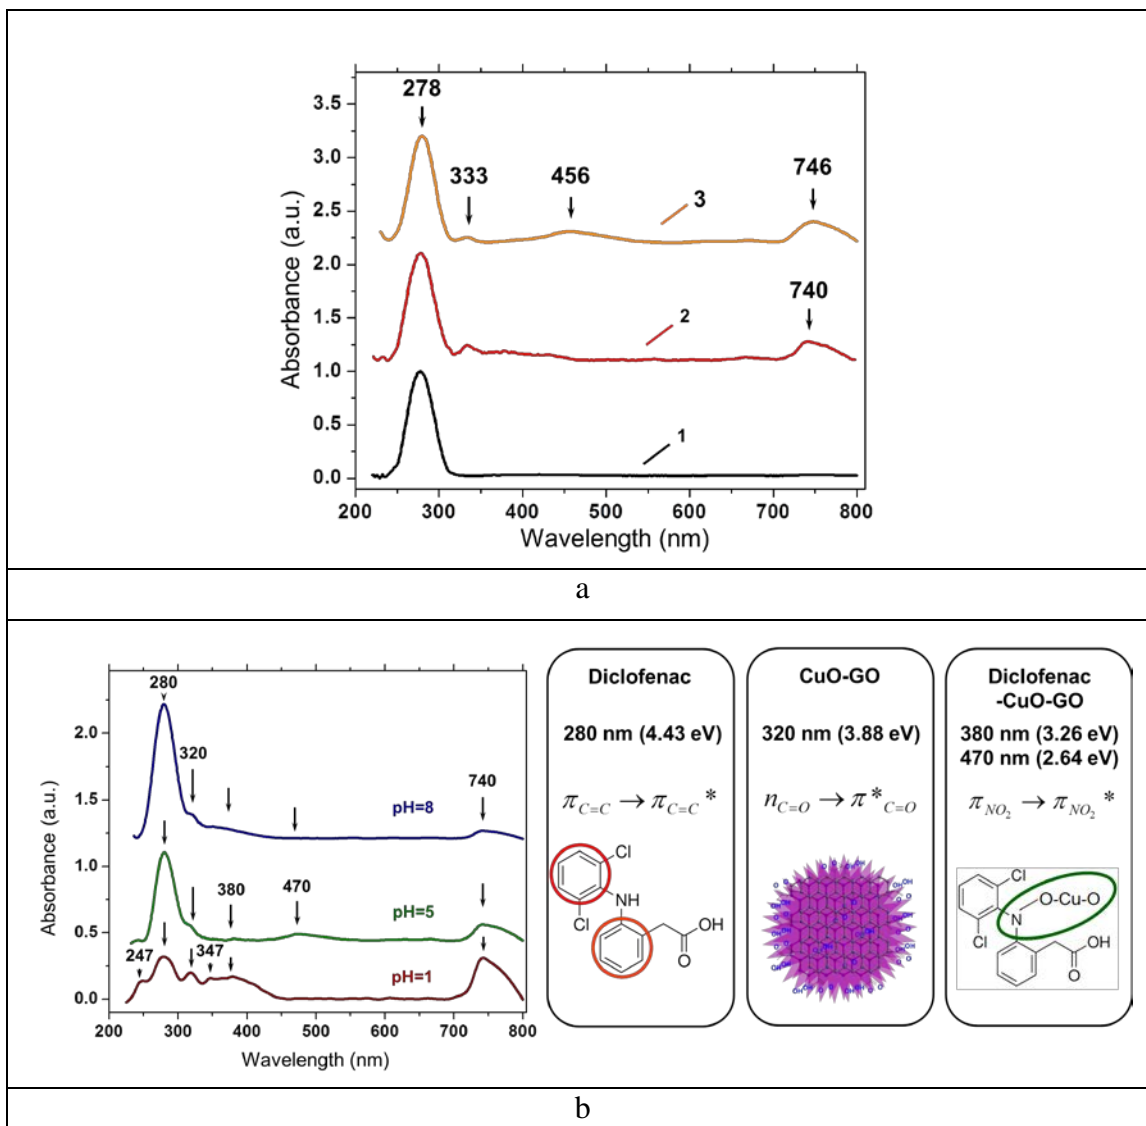 278
333
456
746
3
740
2
1
3.5
3.0
2.5
2.0
1.5
1.0
0.5
0.0
Absorbance (a.u.)
200 300 400 500 600 700 800
Wavelength (nm)
a
280
320
740
pH=8
380
470
pH=5
247
347
pH=1
2.0
1.5
1.0
0.5
0.0
Absorbance (a.u.)
200 300 400 500 600 700 800
Wavelength (nm)
Diclofenac
280 nm (4.43 eV)
π C=C → π C=C *
Cl
NH
Cl
OH
O
CuO-GO
320 nm (3.88 eV)
n C=O → π* C=O
Diclofenac
-CuO-GO
380 nm (3.26 eV)
470 nm (2.64 eV)
π NO2 → π NO2 *
Cl
O-Cu-O
N
Cl
OH
O
b